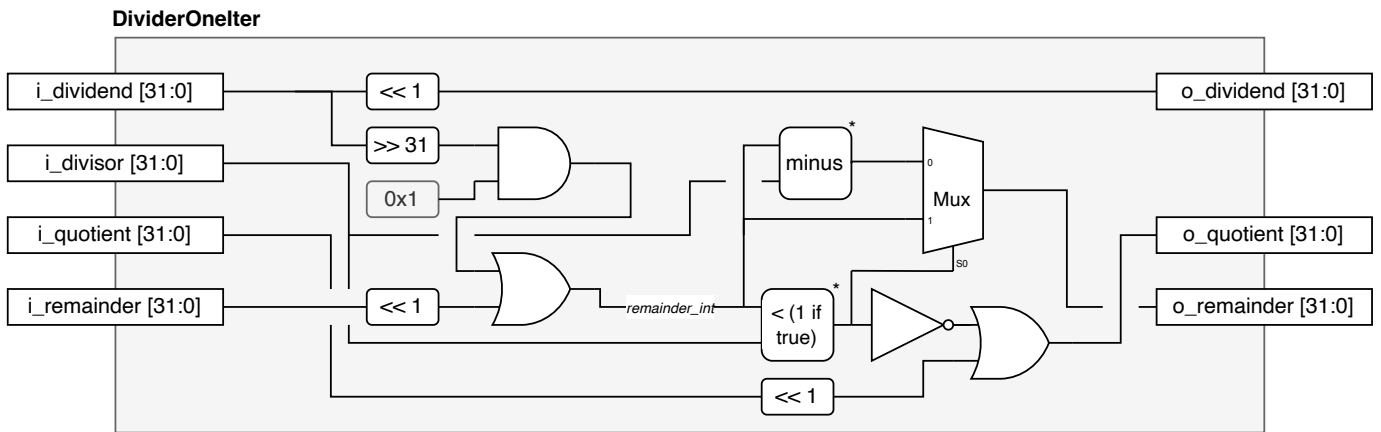 DividerOneIter
i_dividend [31:0]
<< 1
o_dividend [31:0]
i_divisor [31:0]
>> 31
0x1
minus
*
0
1
Mux
S0
i_quotient [31:0]
o_quotient [31:0]
i_remainder [31:0]
<< 1
remainder_int
< (1 if
true)
*
o_remainder [31:0]
<< 1